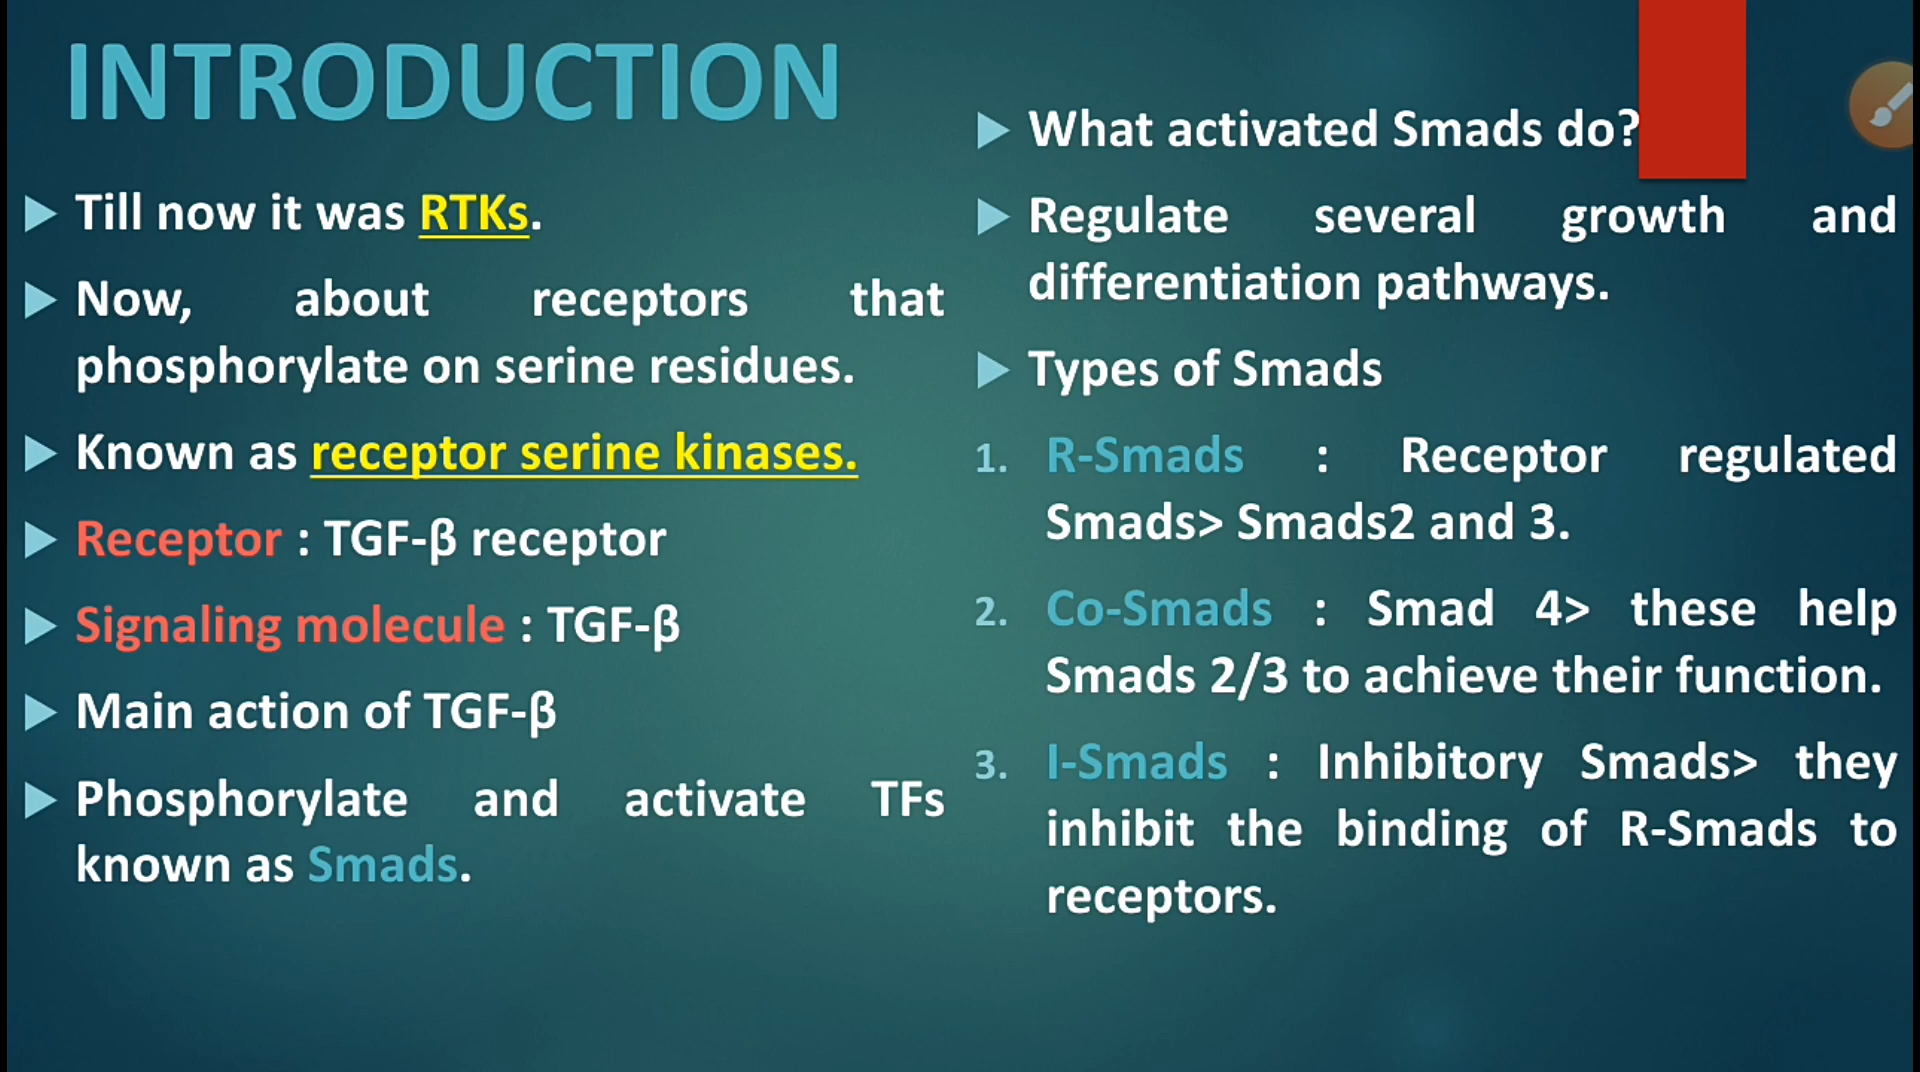 INTRODUCTION
Till now it was RTKs.
Now, about receptors that
phosphorylate on serine residues.
Known as receptor serine kinases.
Receptor : TGF-β receptor
Signaling molecule : TGF-β
Main action of TGF-β
Phosphorylate and activate TFs
known as Smads.
What activated Smads do?
Regulate several growth and
differentiation pathways.
Types of Smads
1. R-Smads : Receptor regulated
Smads> Smads2 and 3.
2. Co-Smads : Smad 4> these help
Smads 2/3 to achieve their function.
3. I-Smads : Inhibitory Smads> they
inhibit the binding of R-Smads to
receptors.